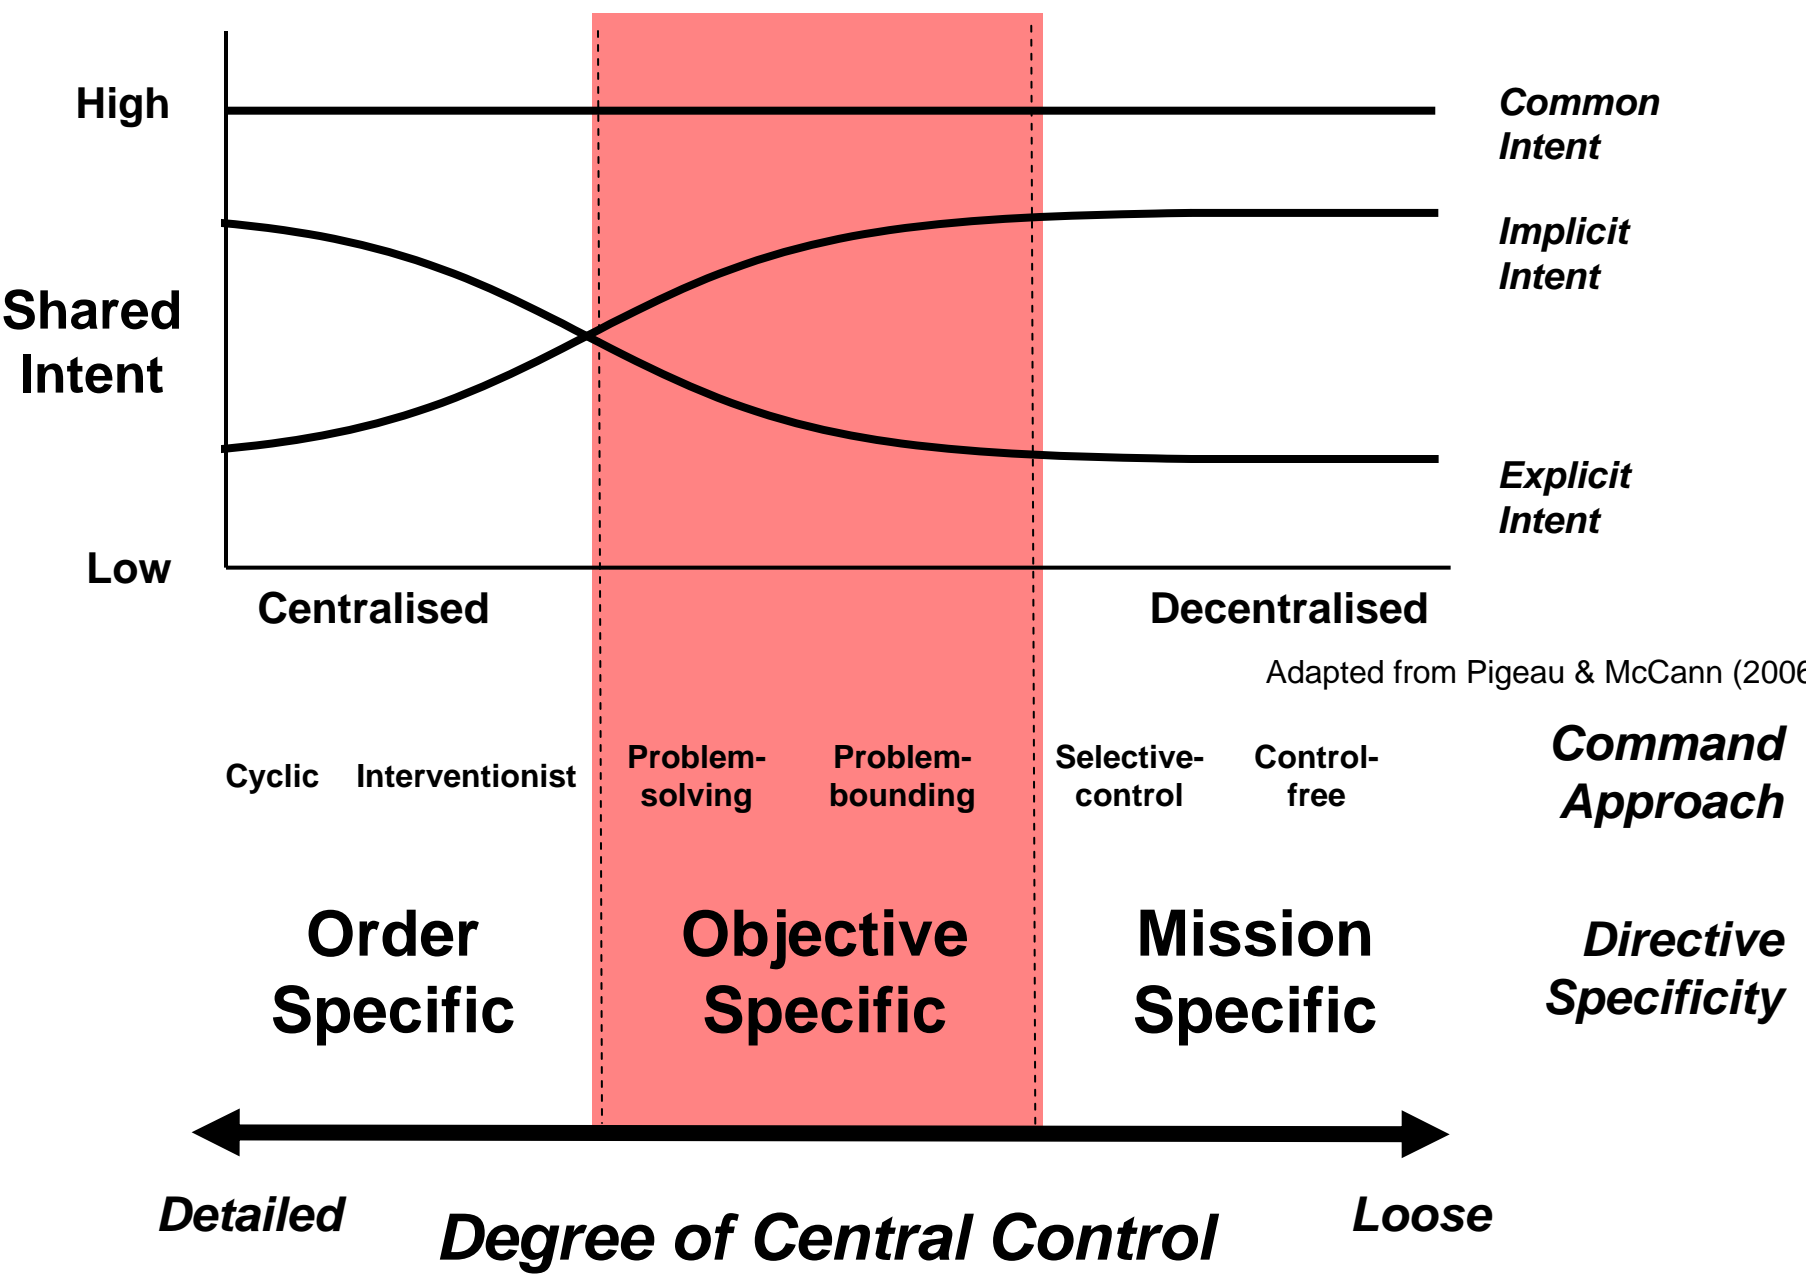 High
Common
Intent
Implicit
Intent
Shared
Intent
Explicit
Intent
Low
Centralised
Decentralised
Adapted from Pigeau & McCann (2006
Cyclic
Interventionist
Problem-
solving
Problem-
bounding
Selective-
control
Control-
free
Command
Approach
Order
Specific
Objective
Specific
Mission
Specific
Directive
Specificity
Detailed
Degree of Central Control
Loose